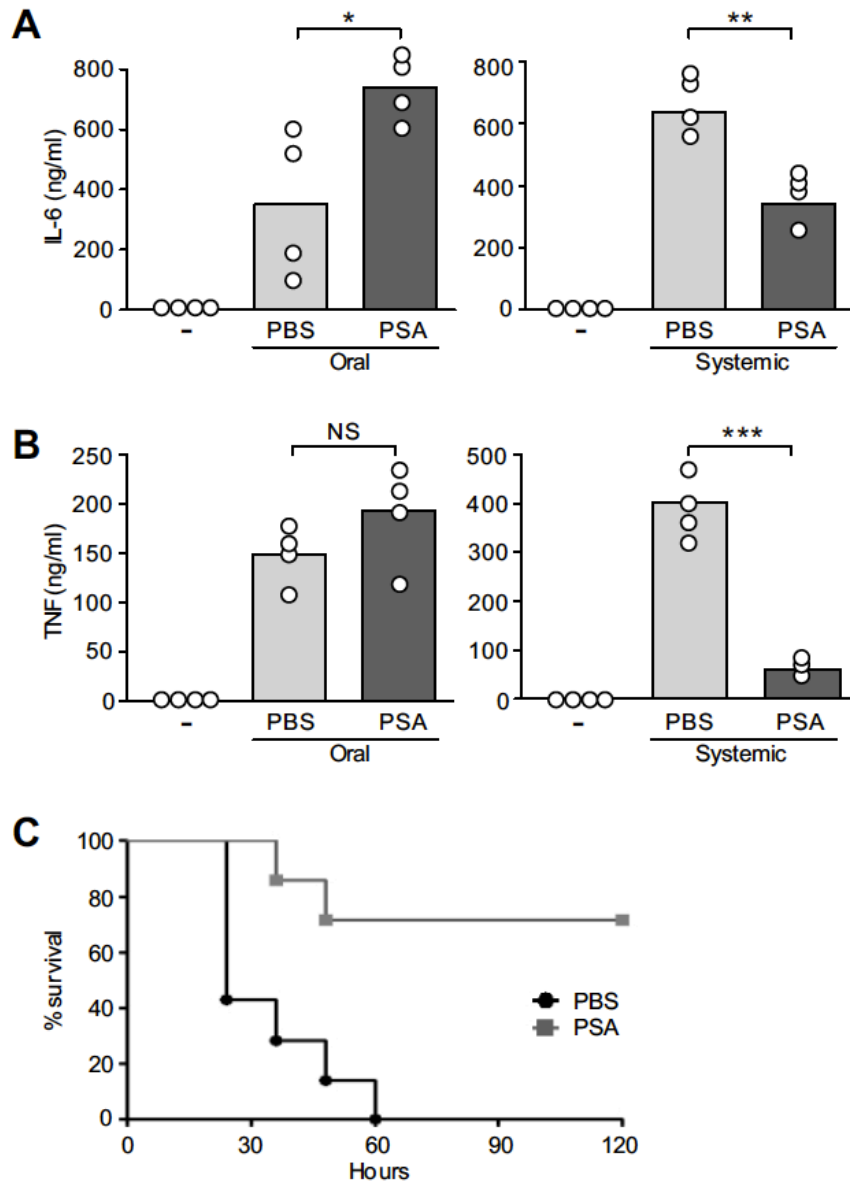 A
* **
800 800
600 600
400 400
200 200
0 0
IL-6 (ng/ml)
- PBS PSA - PBS PSA
Oral Systemic
B
NS ***
250 500
200 400
150 300
100 200
50 100
0 0
TNF (ng/ml)
- PBS PSA - PBS PSA
Oral Systemic
C
100
80
60
40
20
0
% survival
PBS
PSA
0 30 60 90 120
Hours